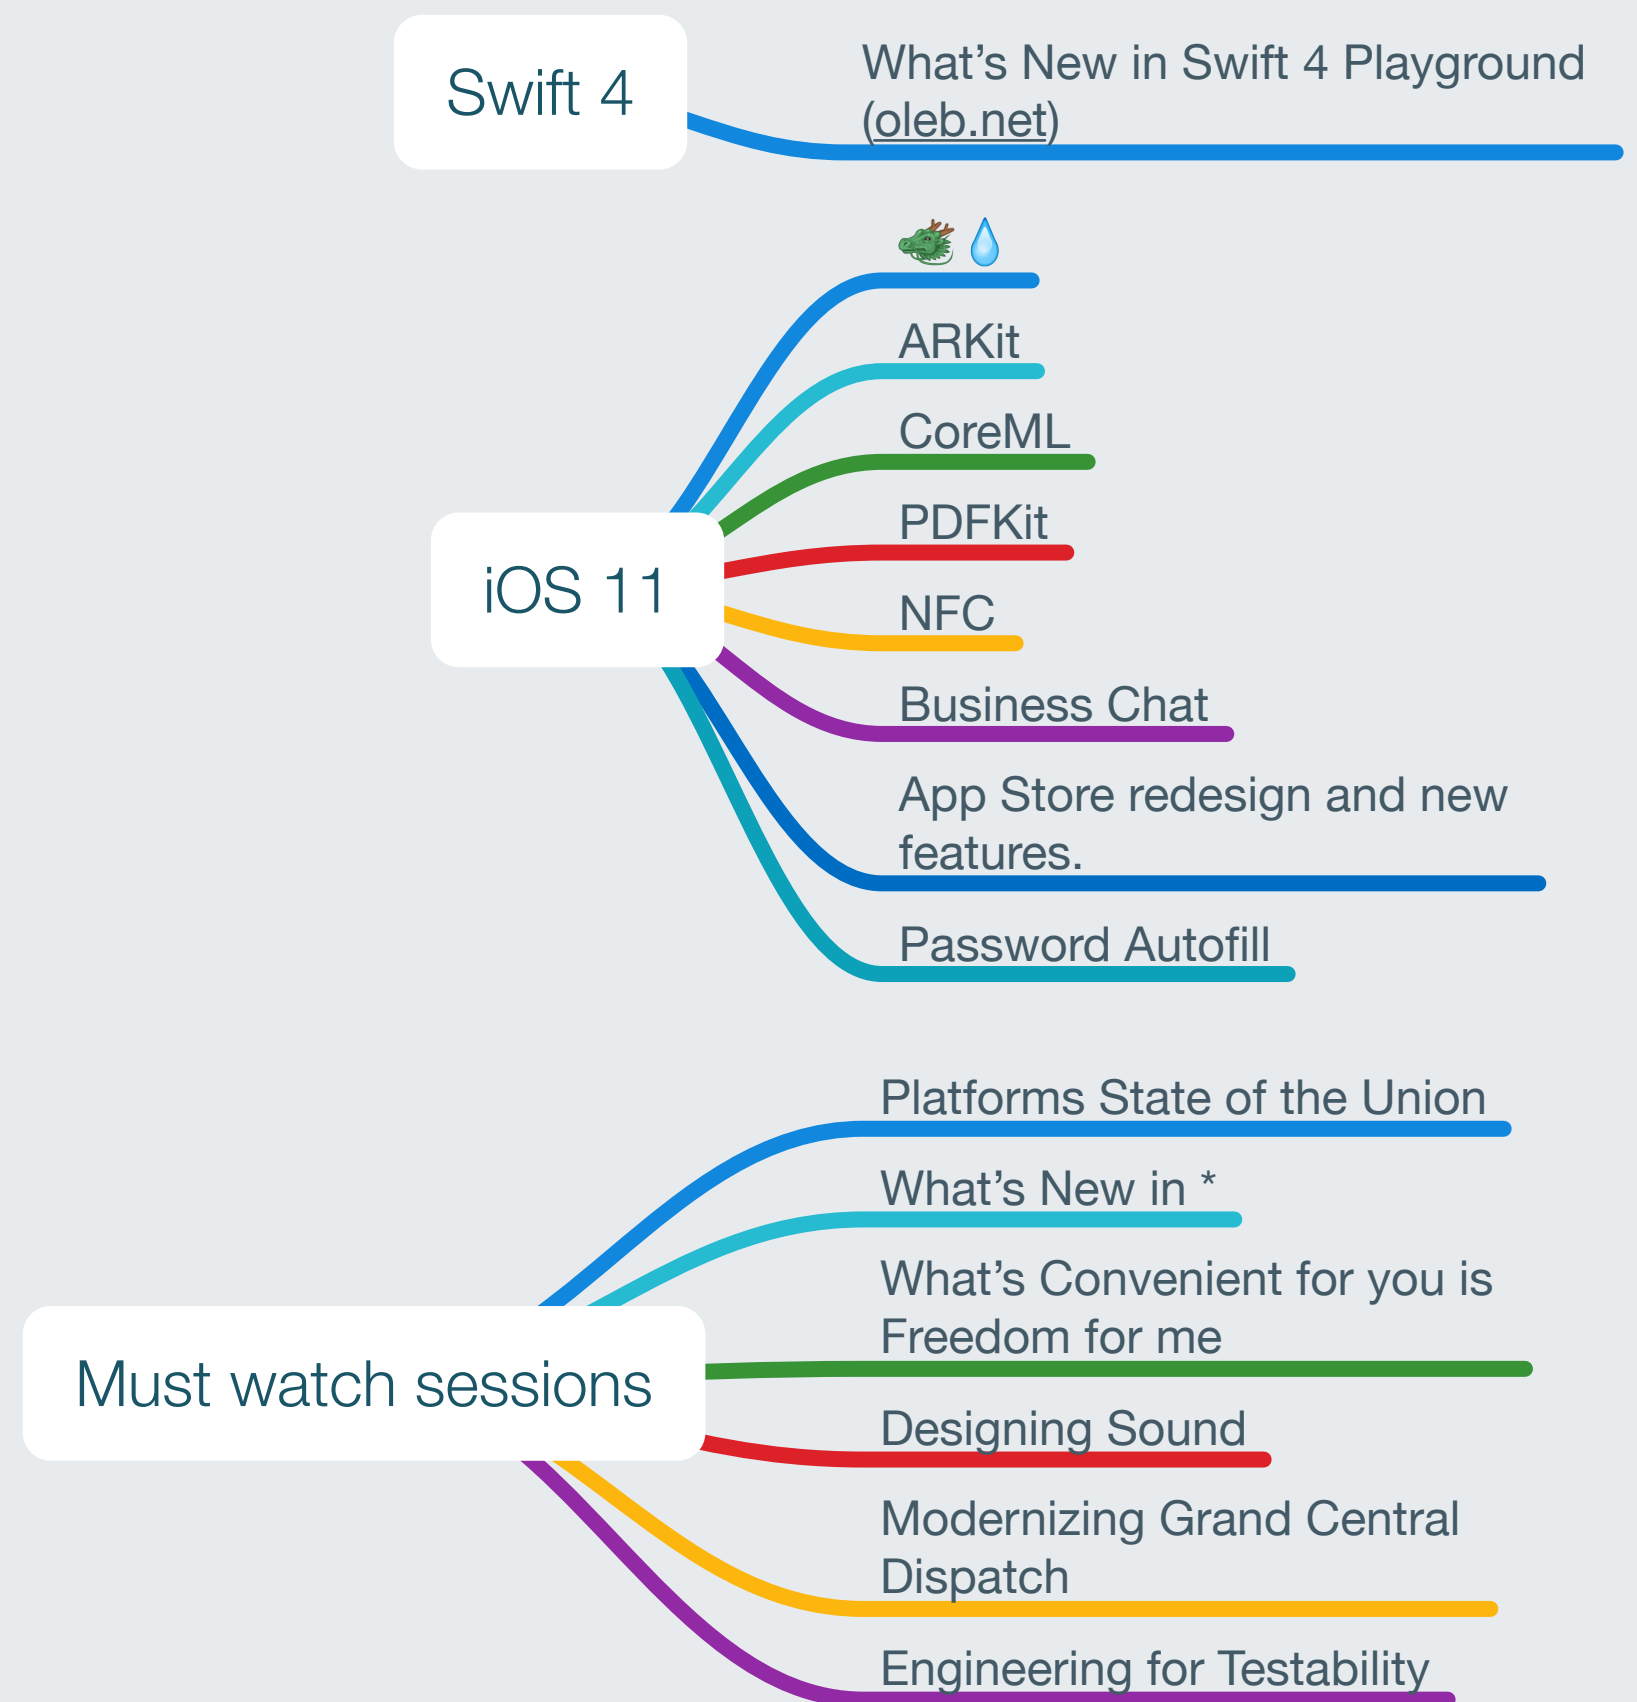 Swift 4
What’s New in Swift 4 Playground
(oleb.net)
🐲💧
ARKit
CoreML
PDFKit
iOS 11
NFC
Business Chat
App Store redesign and new
features.
Password Autofill
Platforms State of the Union
What’s New in *
What’s Convenient for you is
Freedom for me
Must watch sessions
Designing Sound
Modernizing Grand Central
Dispatch
Engineering for Testability